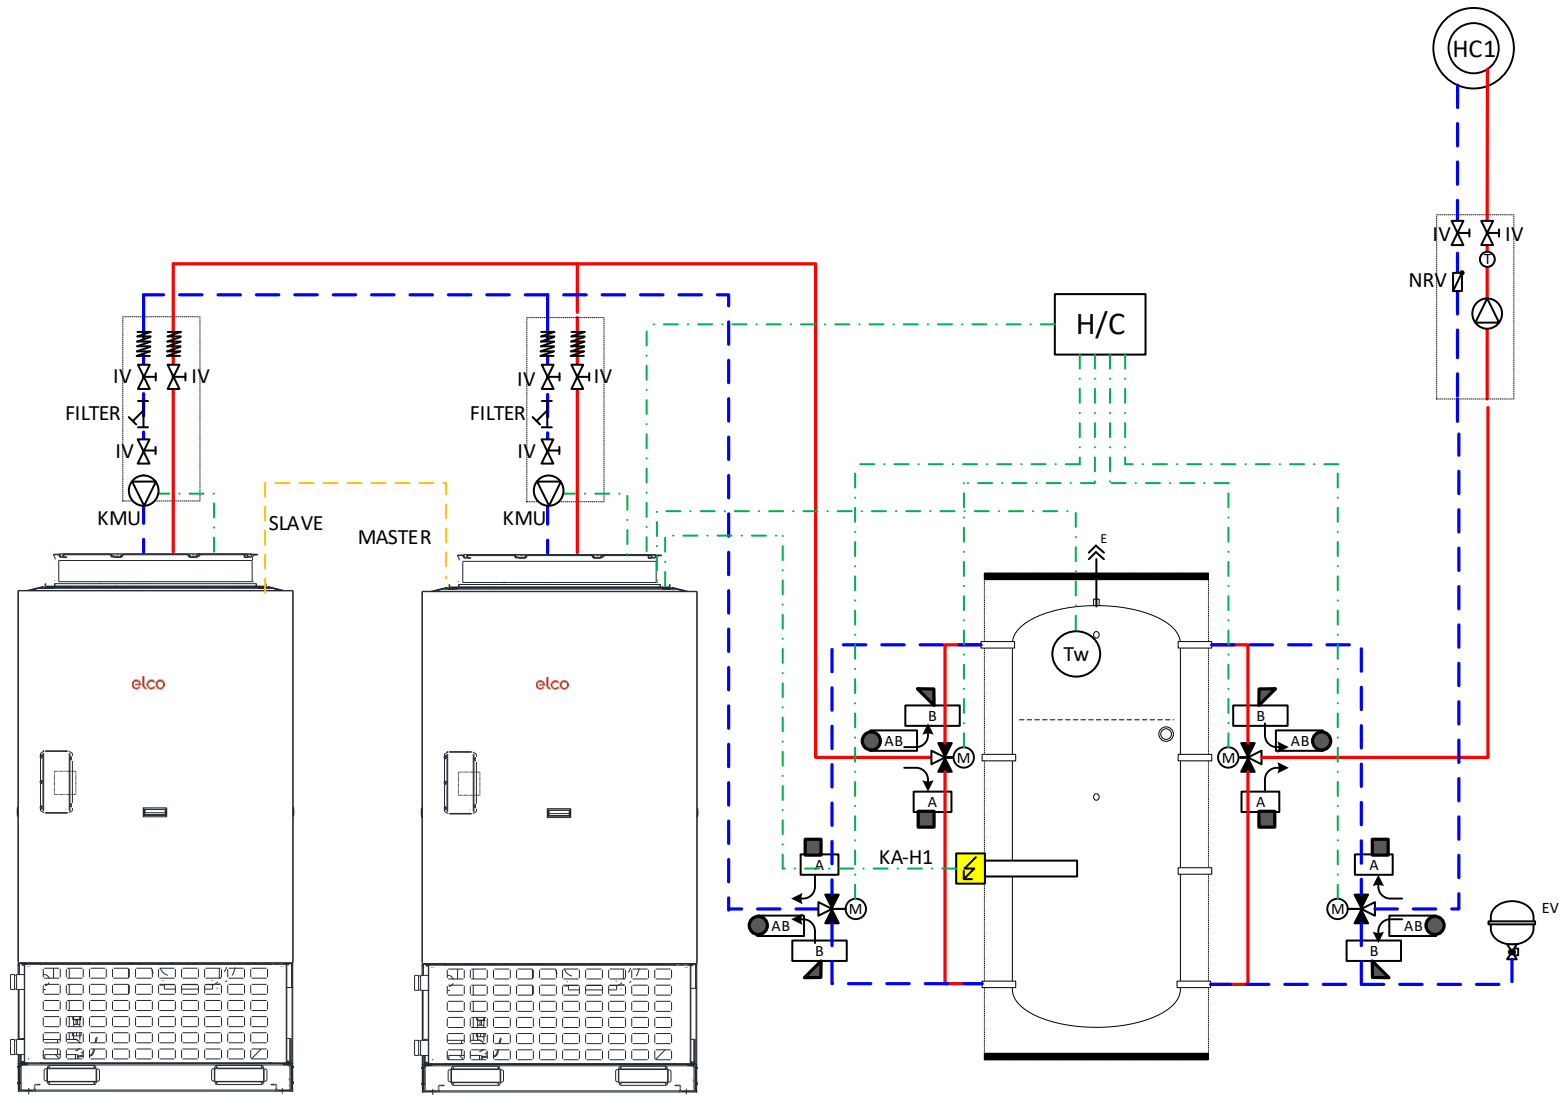 HC1
IV IV
T
NRV
H/C
IV IV
IV IV
FILTER
FILTER
IV
IV
KMU
KMU
SLAVE
MASTER
E
Tw
elco
elco
B
B
AB
AB
M
M
A
A
KA-H1
A
A
M
M
AB
AB
EV
B
B